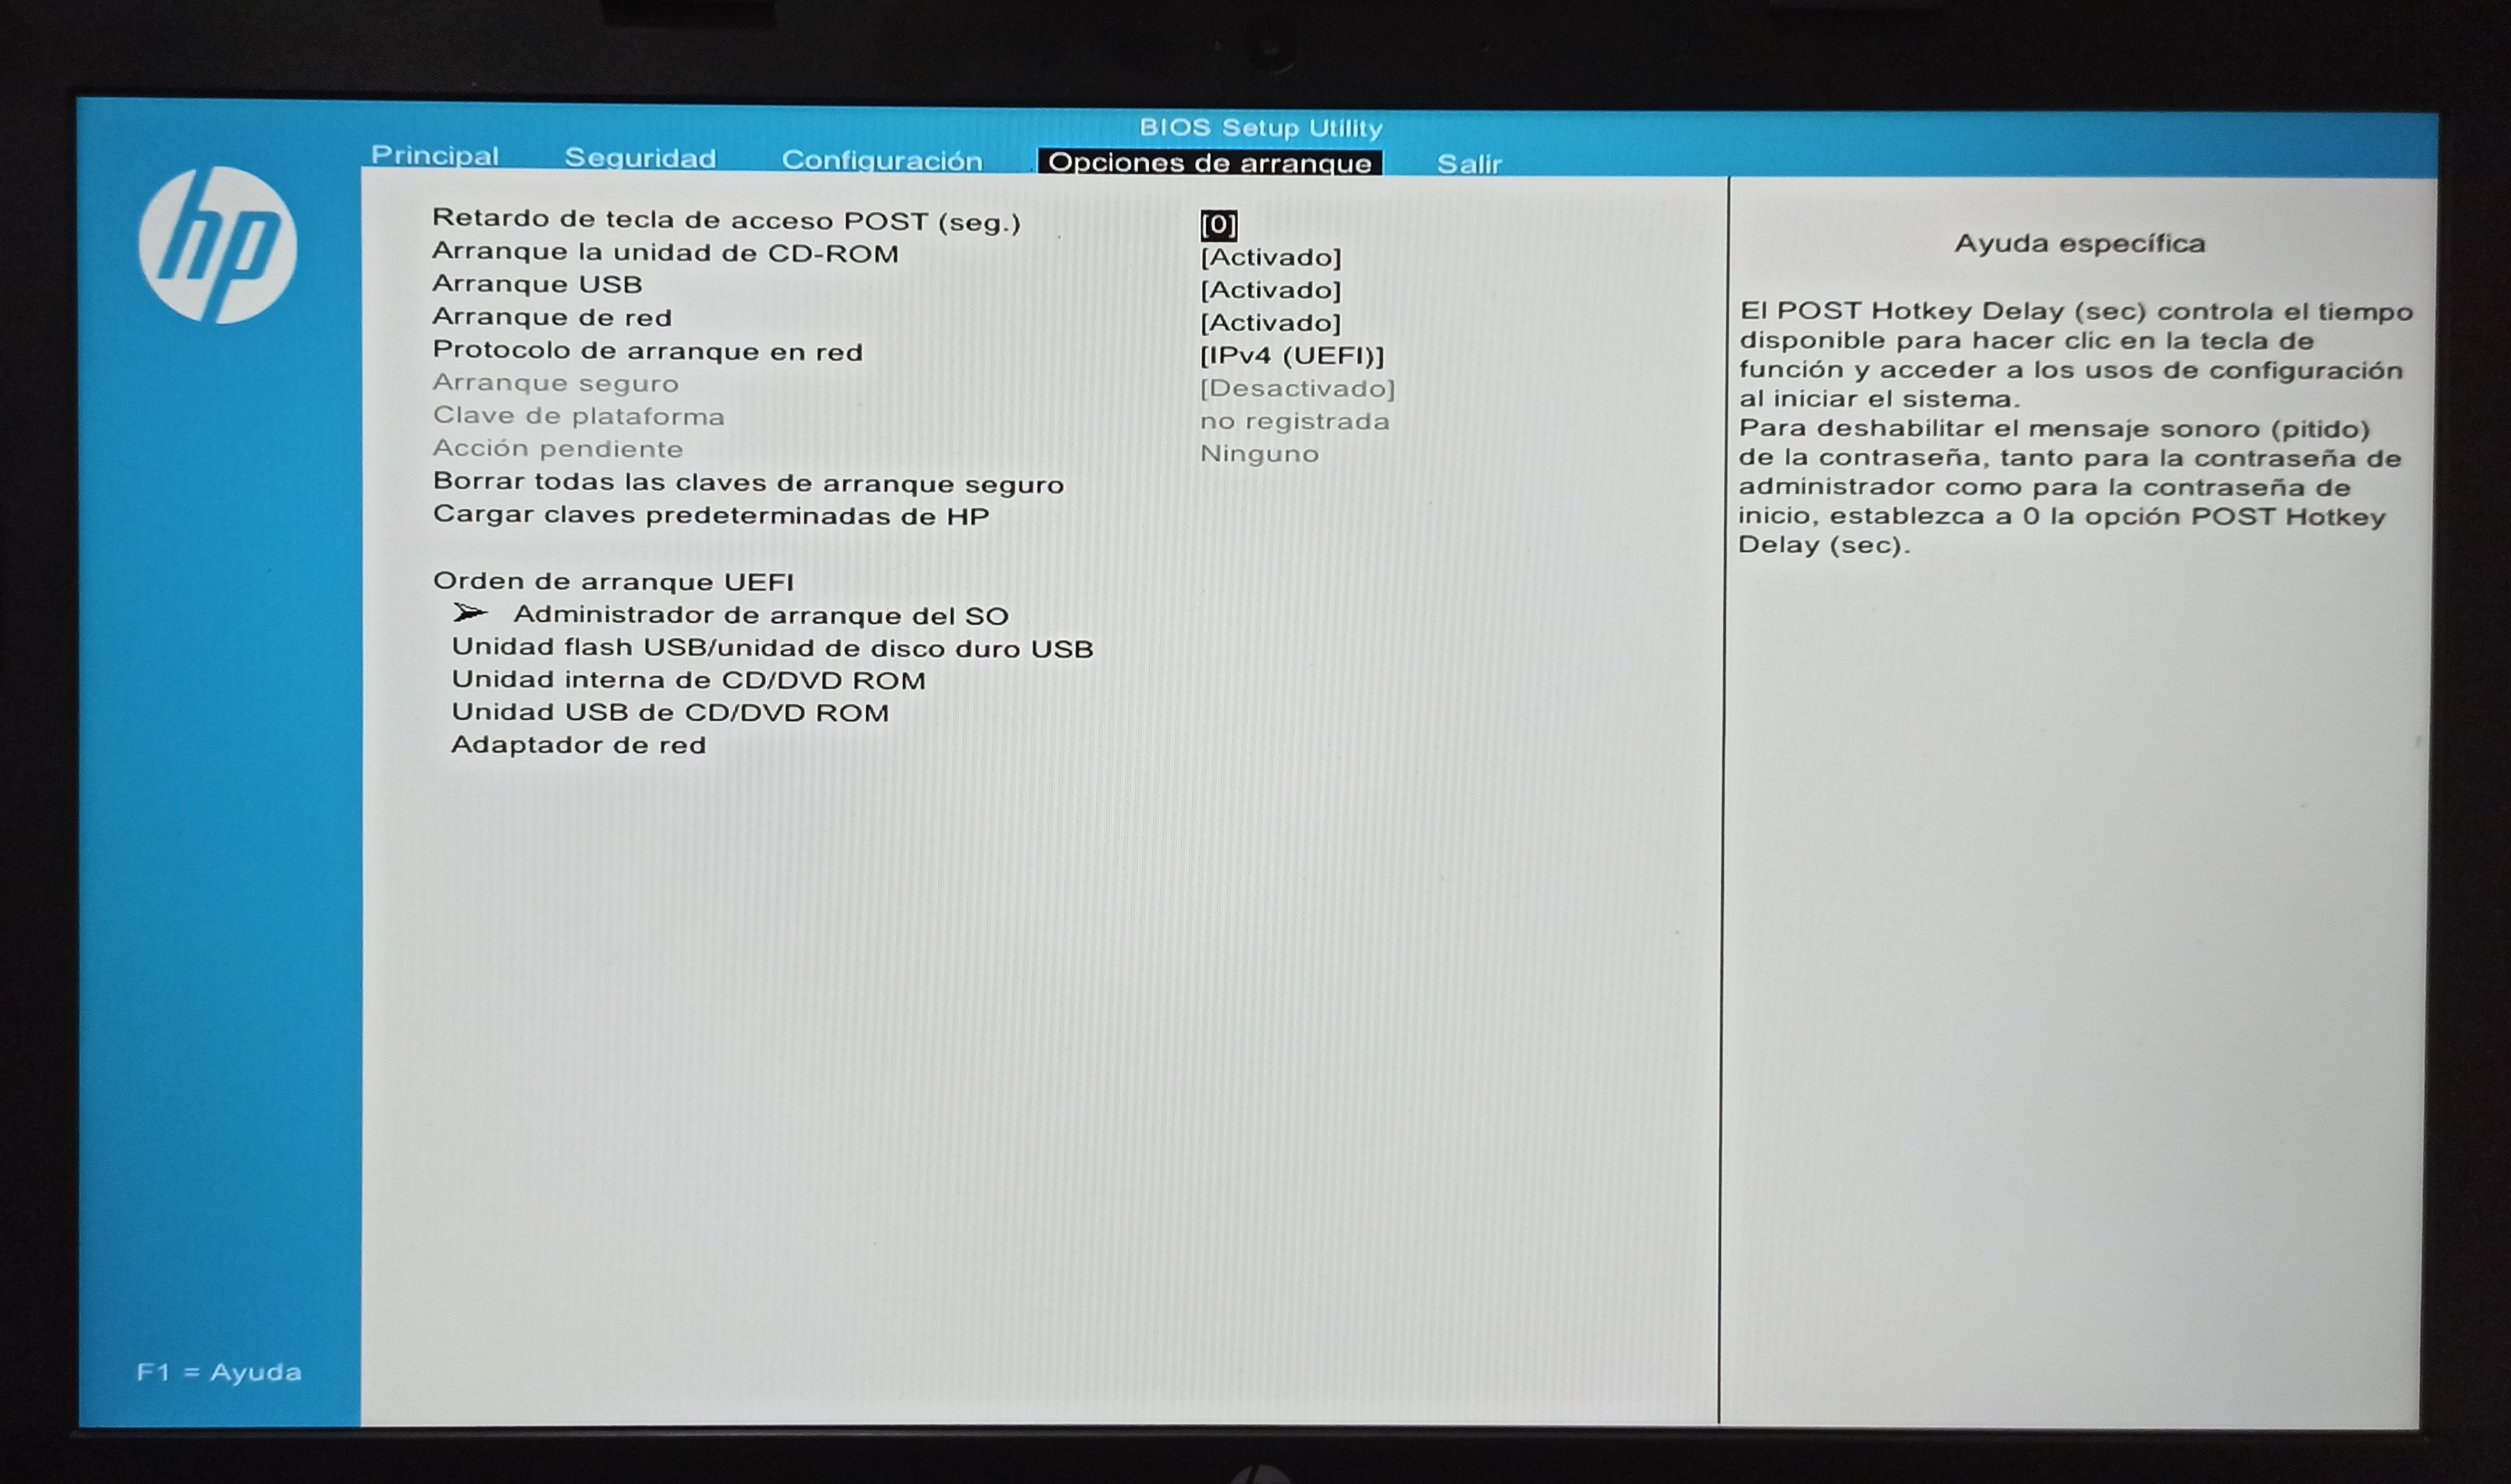 BIOS Setup Utility
Principal Seguridad Configuración Opciones de arranque Salir
hp
Retardo de tecla de acceso POST (seg.) [0]
Arranque la unidad de CD-ROM [Activado]
Arranque USB [Activado]
Arranque de red [Activado]
Protocolo de arranque en red [IPv4 (UEFI)]
Arranque seguro [Desactivado]
Clave de plataforma no registrada
Acción pendiente Ninguno
Borrar todas las claves de arranque seguro
Cargar claves predeterminadas de HP
Orden de arranque UEFI
Administrador de arranque del SO
Unidad flash USB/unidad de disco duro USB
Unidad interna de CD/DVD ROM
Unidad USB de CD/DVD ROM
Adaptador de red
Ayuda específica
El POST Hotkey Delay (sec) controla el tiempo
disponible para hacer clic en la tecla de
función y acceder a los usos de configuración
al iniciar el sistema.
Para deshabilitar el mensaje sonoro (pitido)
de la contraseña, tanto para la contraseña de
administrador como para la contraseña de
inicio, establezca a 0 la opción POST Hotkey
Delay (sec).
F1 = Ayuda